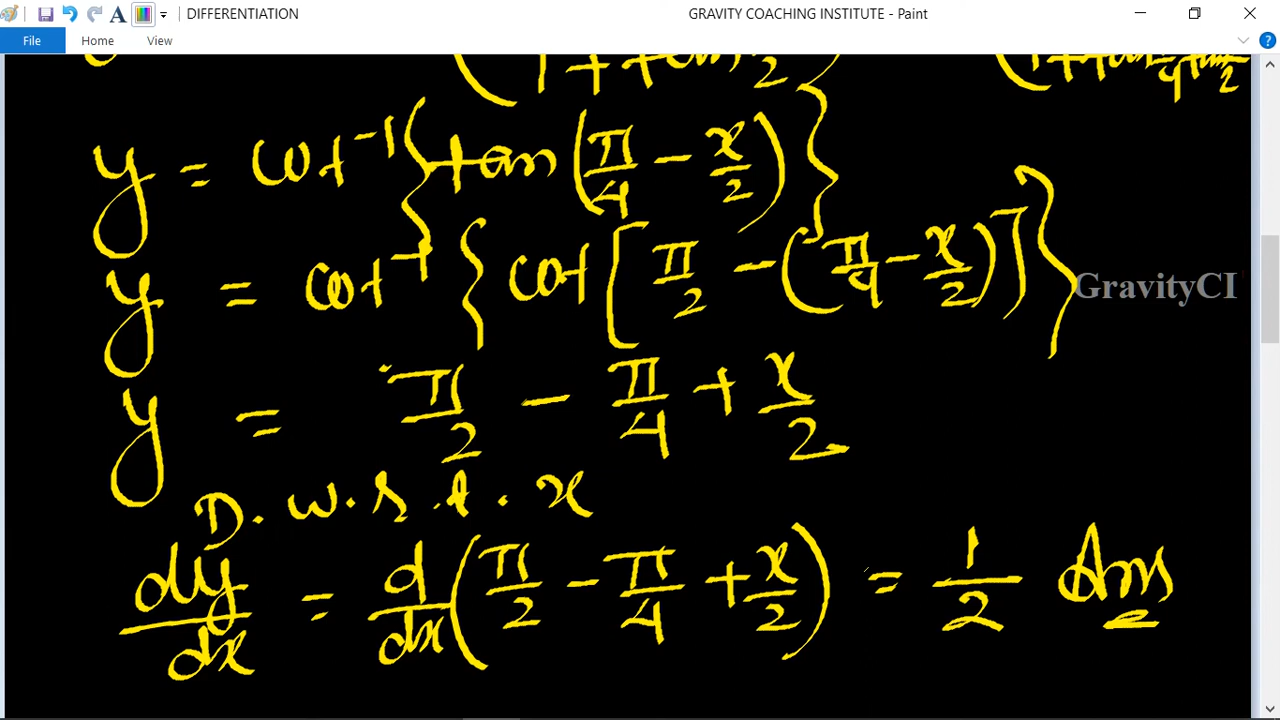 DIFFERENTIATION
GRAVITY COACHING INSTITUTE - Paint
File Home View
y = cot⁻¹{tan(π/4 − x/2)}
y = cot⁻¹{cot[π/2 − (π/4 − x/2)]}
GravityCI
y = π/2 − π/4 + x/2
D. w. r. t. x
dy/dx = d/dx(π/2 − π/4 + x/2) = 1/2 Ans